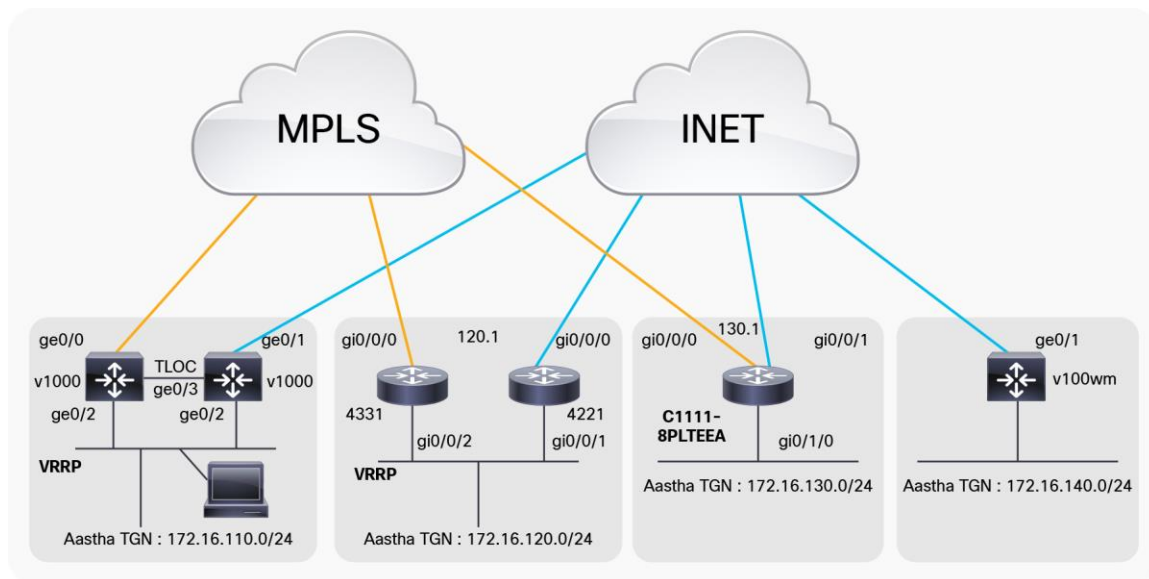 MPLS
INET
ge0/0
ge0/1
TLOC
v1000
ge0/3
v1000
ge0/2
ge0/2
VRRP
Aastha TGN : 172.16.110.0/24
gi0/0/0
120.1
gi0/0/0
4331
4221
gi0/0/2
gi0/0/1
VRRP
Aastha TGN : 172.16.120.0/24
gi0/0/0
130.1
gi0/0/1
C1111-
8PLTEEA
gi0/1/0
Aastha TGN : 172.16.130.0/24
ge0/1
v100wm
Aastha TGN : 172.16.140.0/24